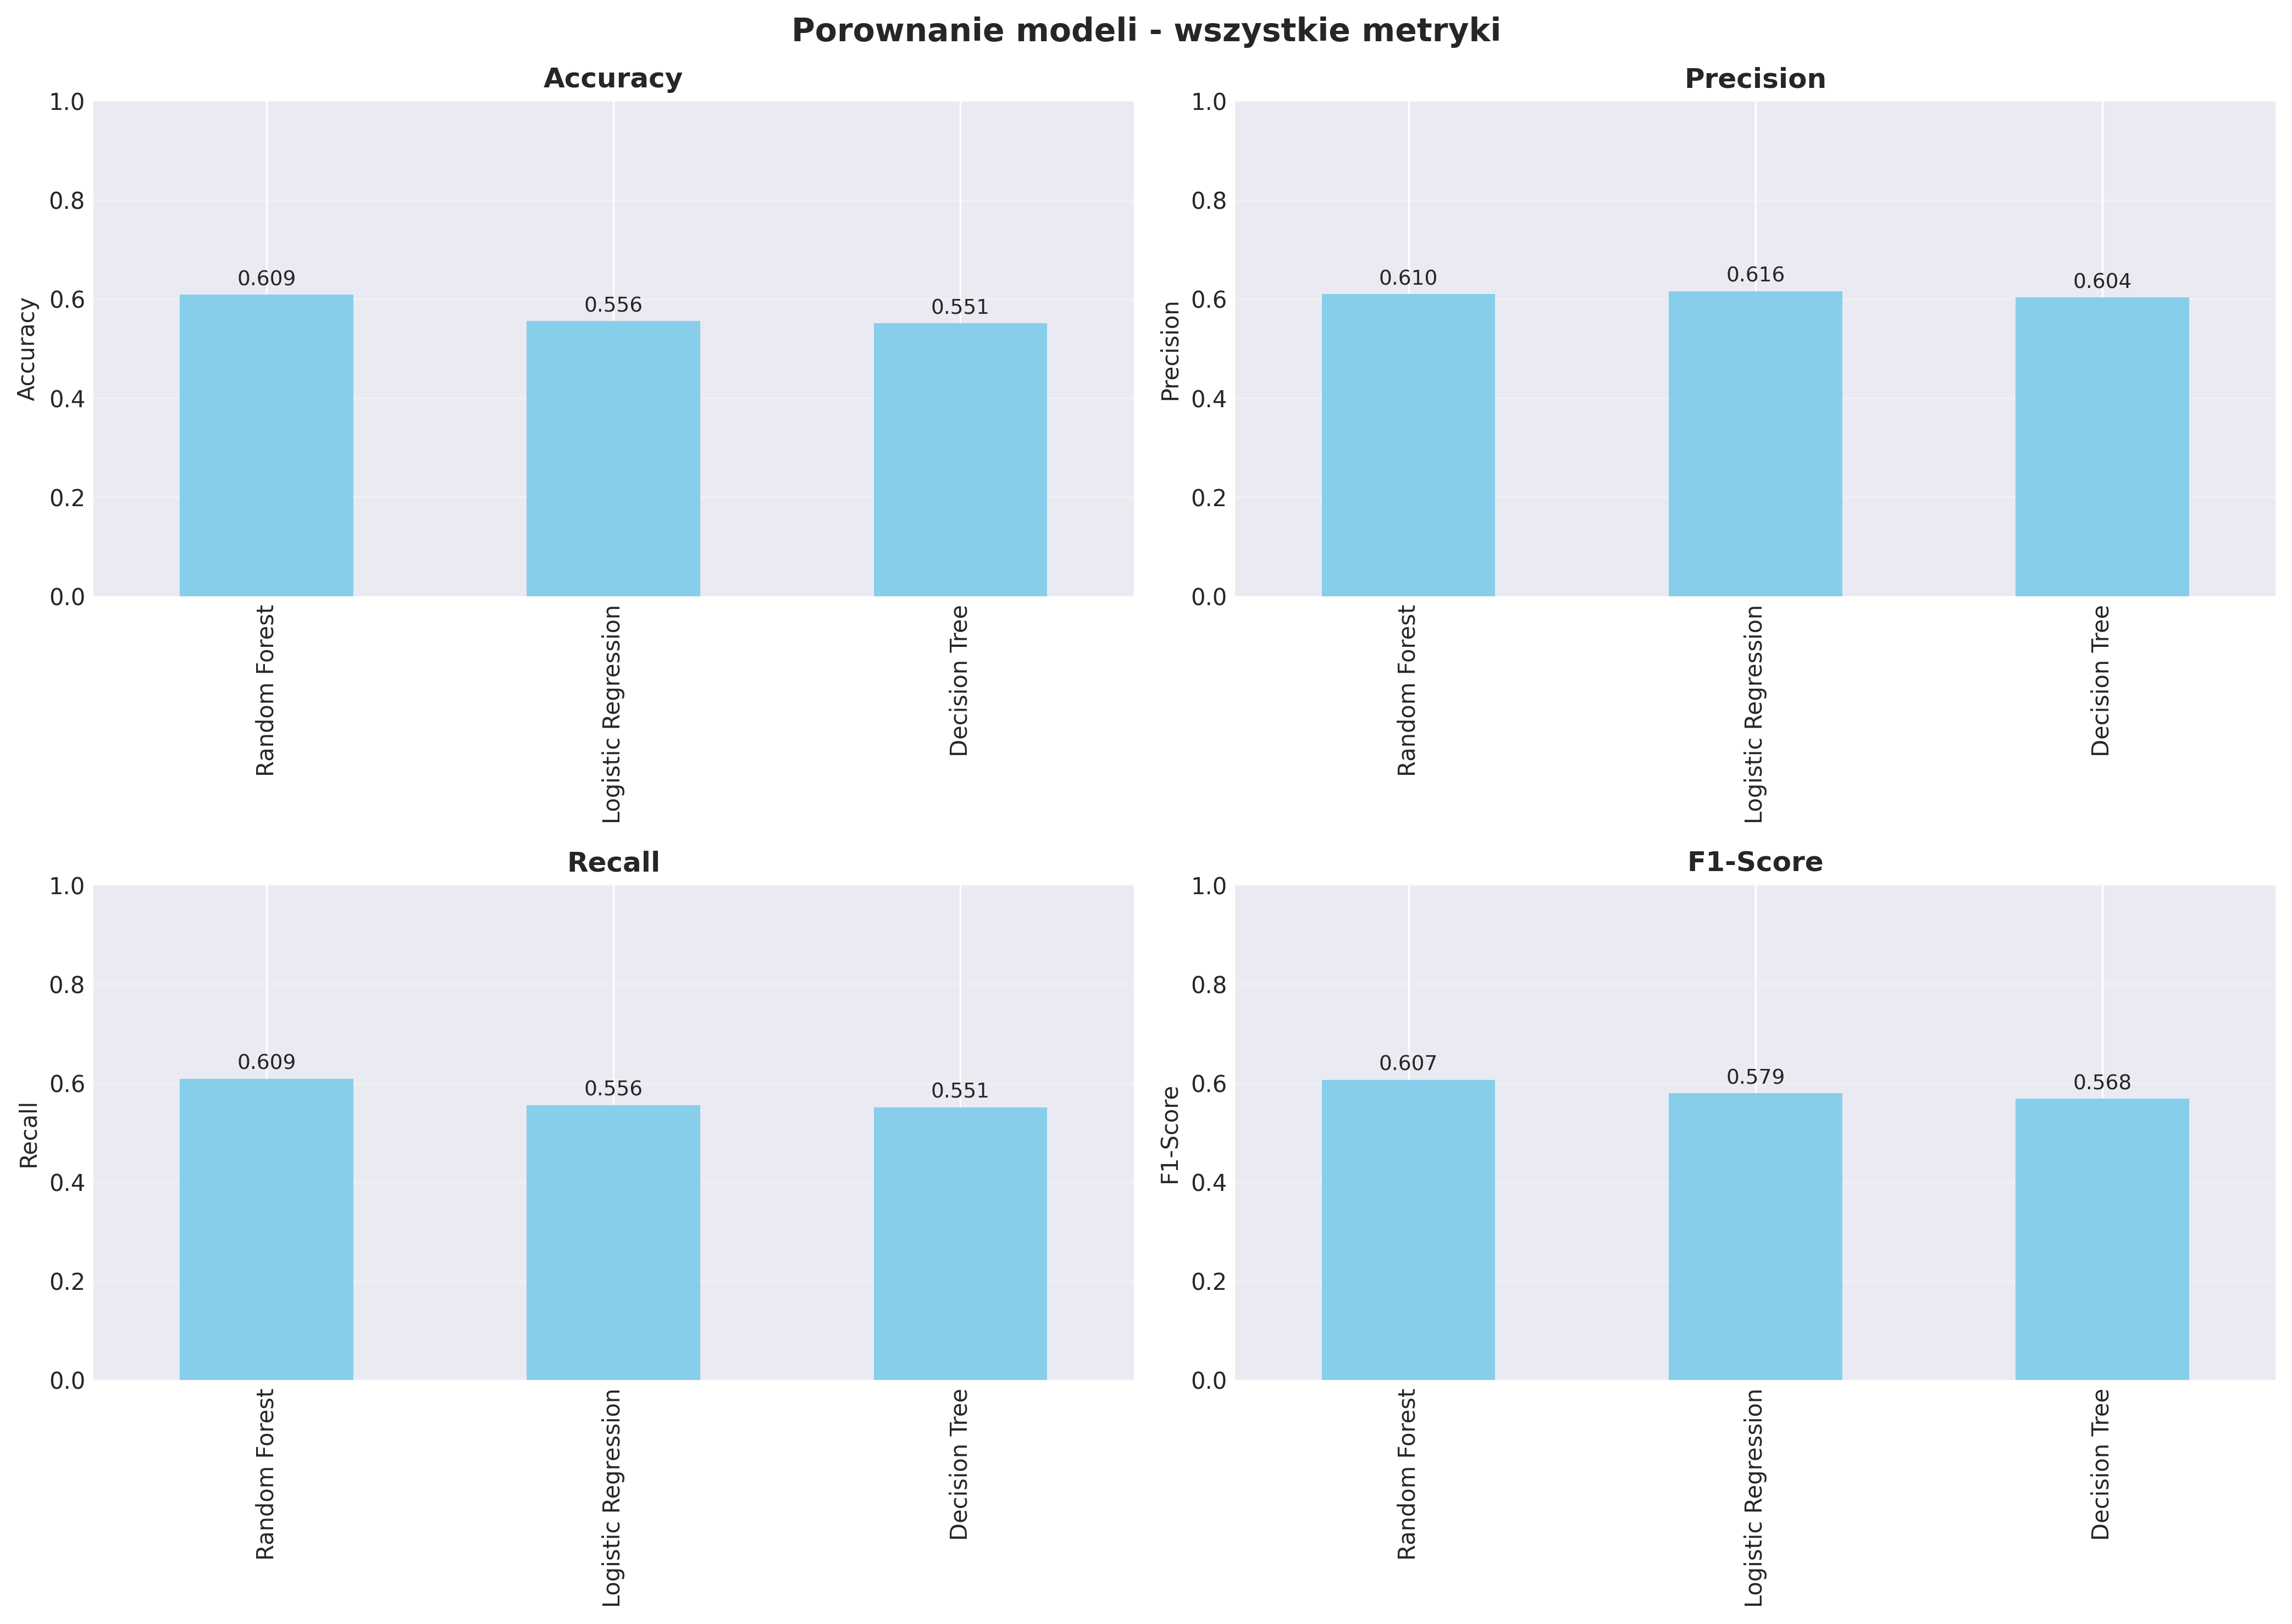 Porownanie modeli - wszystkie metryki
Accuracy
1.0
0.8
0.6
0.4
0.2
0.0
Accuracy
0.609
0.556
0.551
Random Forest
Logistic Regression
Decision Tree
Precision
1.0
0.8
0.6
0.4
0.2
0.0
Precision
0.610
0.616
0.604
Random Forest
Logistic Regression
Decision Tree
Recall
1.0
0.8
0.6
0.4
0.2
0.0
Recall
0.609
0.556
0.551
Random Forest
Logistic Regression
Decision Tree
F1-Score
1.0
0.8
0.6
0.4
0.2
0.0
F1-Score
0.607
0.579
0.568
Random Forest
Logistic Regression
Decision Tree